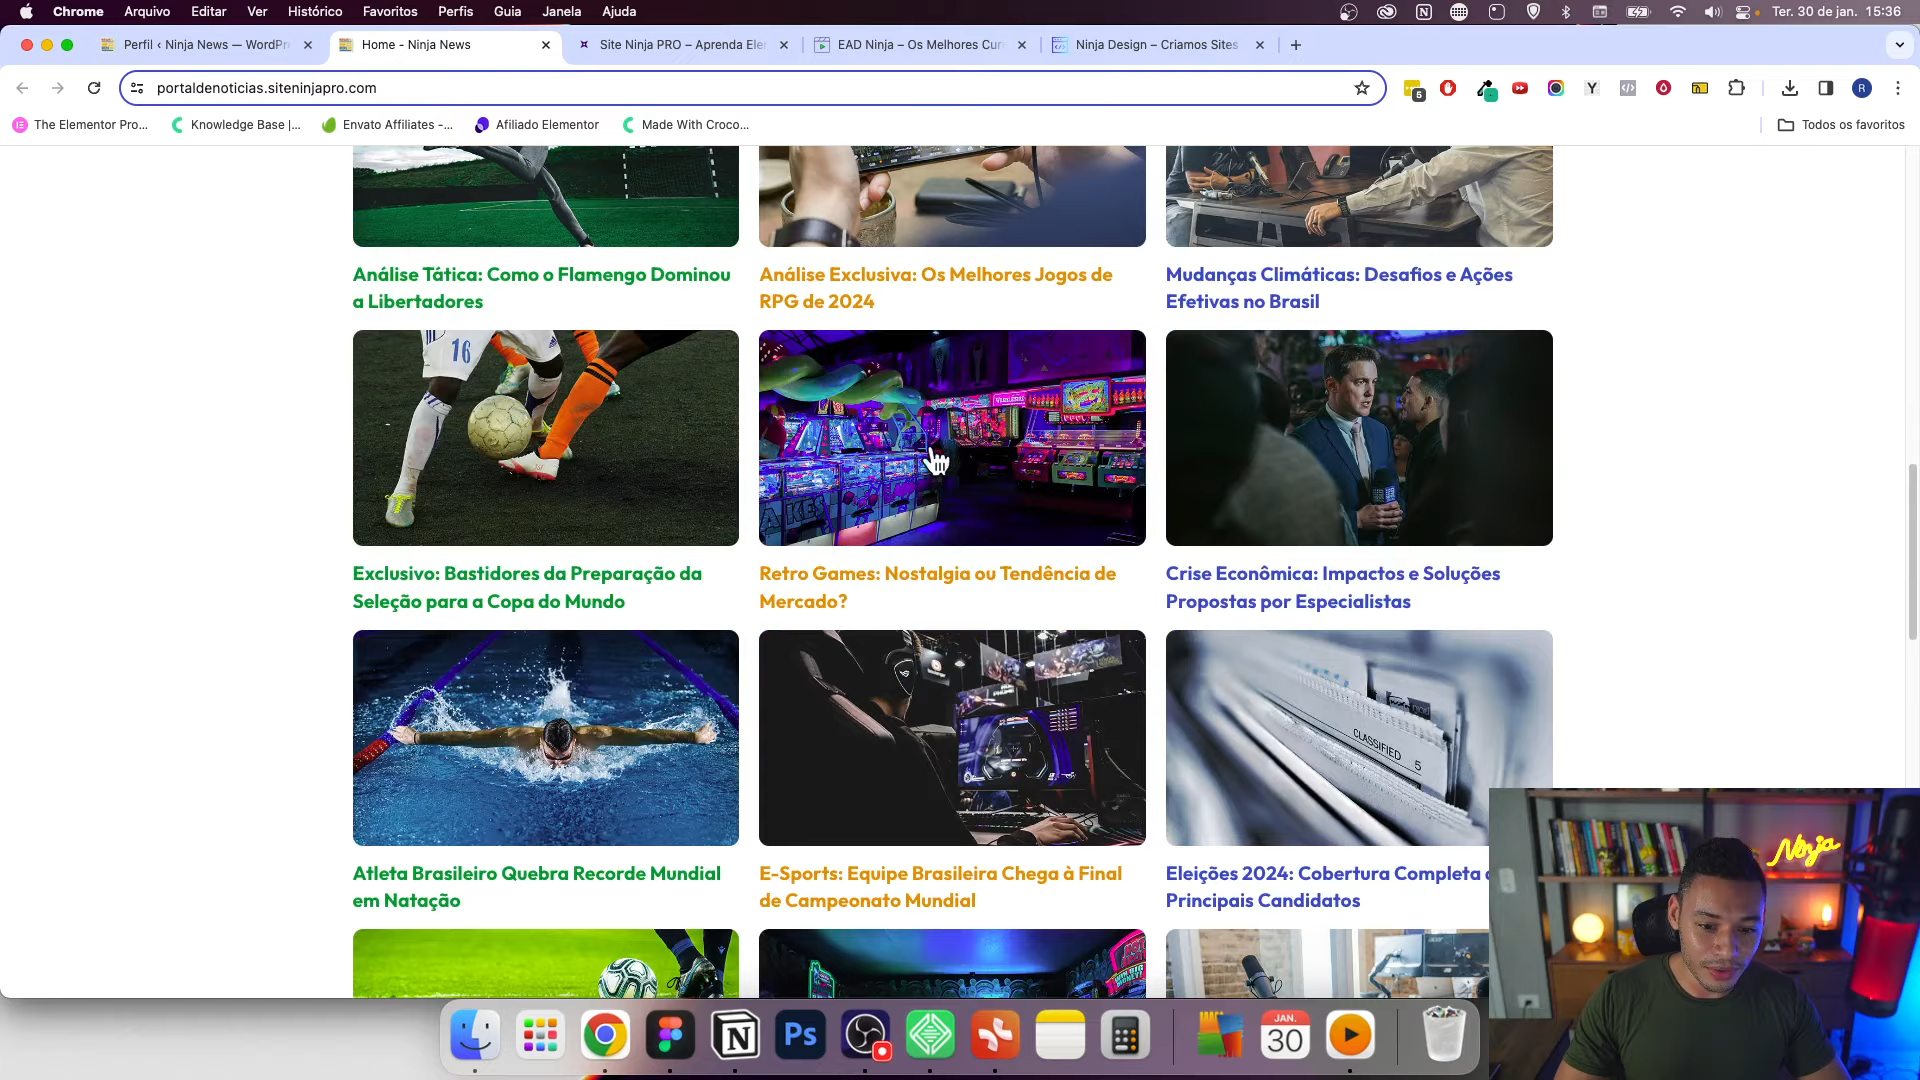 Chrome Arquivo Editar Ver Histórico Favoritos Perfis Guia Janela Ajuda Ter. 30 de jan. 15:36
Perfil ‹ Ninja News — WordPr
Home - Ninja News
Site Ninja PRO – Aprenda Ele
EAD Ninja – Os Melhores Cur
Ninja Design – Criamos Sites
portaldenoticias.siteninjapro.com
5
R
The Elementor Pro...
Knowledge Base |...
Envato Affiliates -...
Afiliado Elementor
Made With Croco...
Todos os favoritos
Análise Tática: Como o Flamengo Dominou
a Libertadores
Análise Exclusiva: Os Melhores Jogos de
RPG de 2024
Mudanças Climáticas: Desafios e Ações
Efetivas no Brasil
16
Exclusivo: Bastidores da Preparação da
Seleção para a Copa do Mundo
Retro Games: Nostalgia ou Tendência de
Mercado?
Crise Econômica: Impactos e Soluções
Propostas por Especialistas
CLASSIFIED
5
Atleta Brasileiro Quebra Recorde Mundial
em Natação
E-Sports: Equipe Brasileira Chega à Final
de Campeonato Mundial
Eleições 2024: Cobertura Completa
Principais Candidatos
Ninja
Ps
JAN.
30